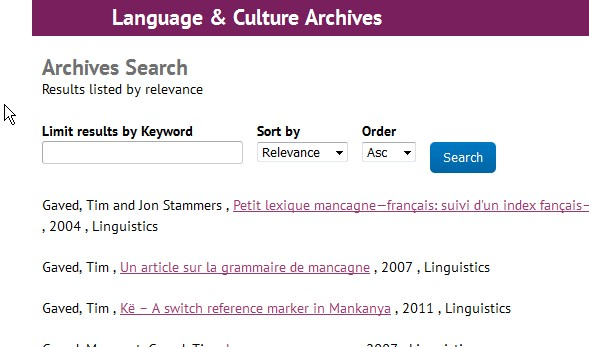 Language & Culture Archives
Archives Search
Results listed by relevance
Limit results by Keyword Sort by Order
Relevance Asc Search
Gaved, Tim and Jon Stammers , Petit lexique mancagne–français: suivi d'un index fançais–
, 2004 , Linguistics
Gaved, Tim , Un article sur la grammaire de mancagne , 2007 , Linguistics
Gaved, Tim , Kë – A switch reference marker in Mankanya , 2011 , Linguistics